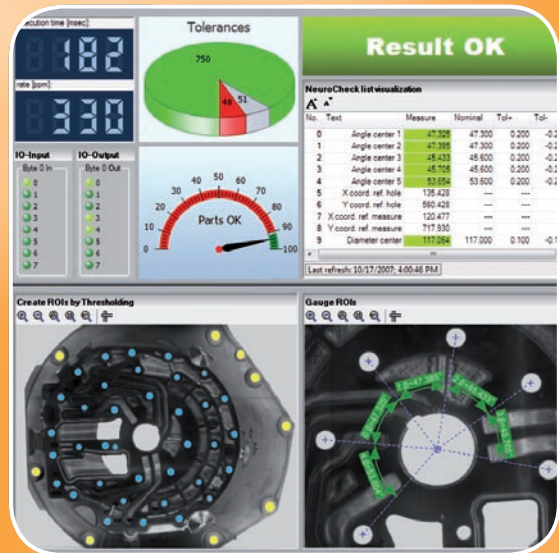 ecution time [msec]:
182
rate [ppm]:
330
Tolerances
750
48
51
Result OK
IO-Input
IO-Output
Byte 0 In
Byte 0 Out
0
0
1
1
2
2
3
3
4
4
5
5
6
6
7
7
0
10
20
30
40
50
60
70
80
90
100
Parts OK
NeuroCheck list visualization
No. Text Measure Nominal Tol+ Tol-
0 Angle center 1 47.325 47.300 0.200 -0.2
1 Angle center 2 47.385 47.300 0.200 -0.2
2 Angle center 3 45.433 45.600 0.200 -0.2
3 Angle center 4 45.705 45.600 0.200 -0.2
4 Angle center 5 53.654 53.600 0.200 -0.2
5 X coord. ref. hole 135.428 --- ---
6 Y coord. ref. hole 560.428 --- ---
7 X coord. ref. measure 120.477 --- ---
8 Y coord. ref. measure 717.930 --- ---
9 Diameter center 117.064 117.000 0.100 -0.1
Last refresh: 10/17/2007; 4:00:46 PM
Create ROIs by Thresholding
Gauge ROIs